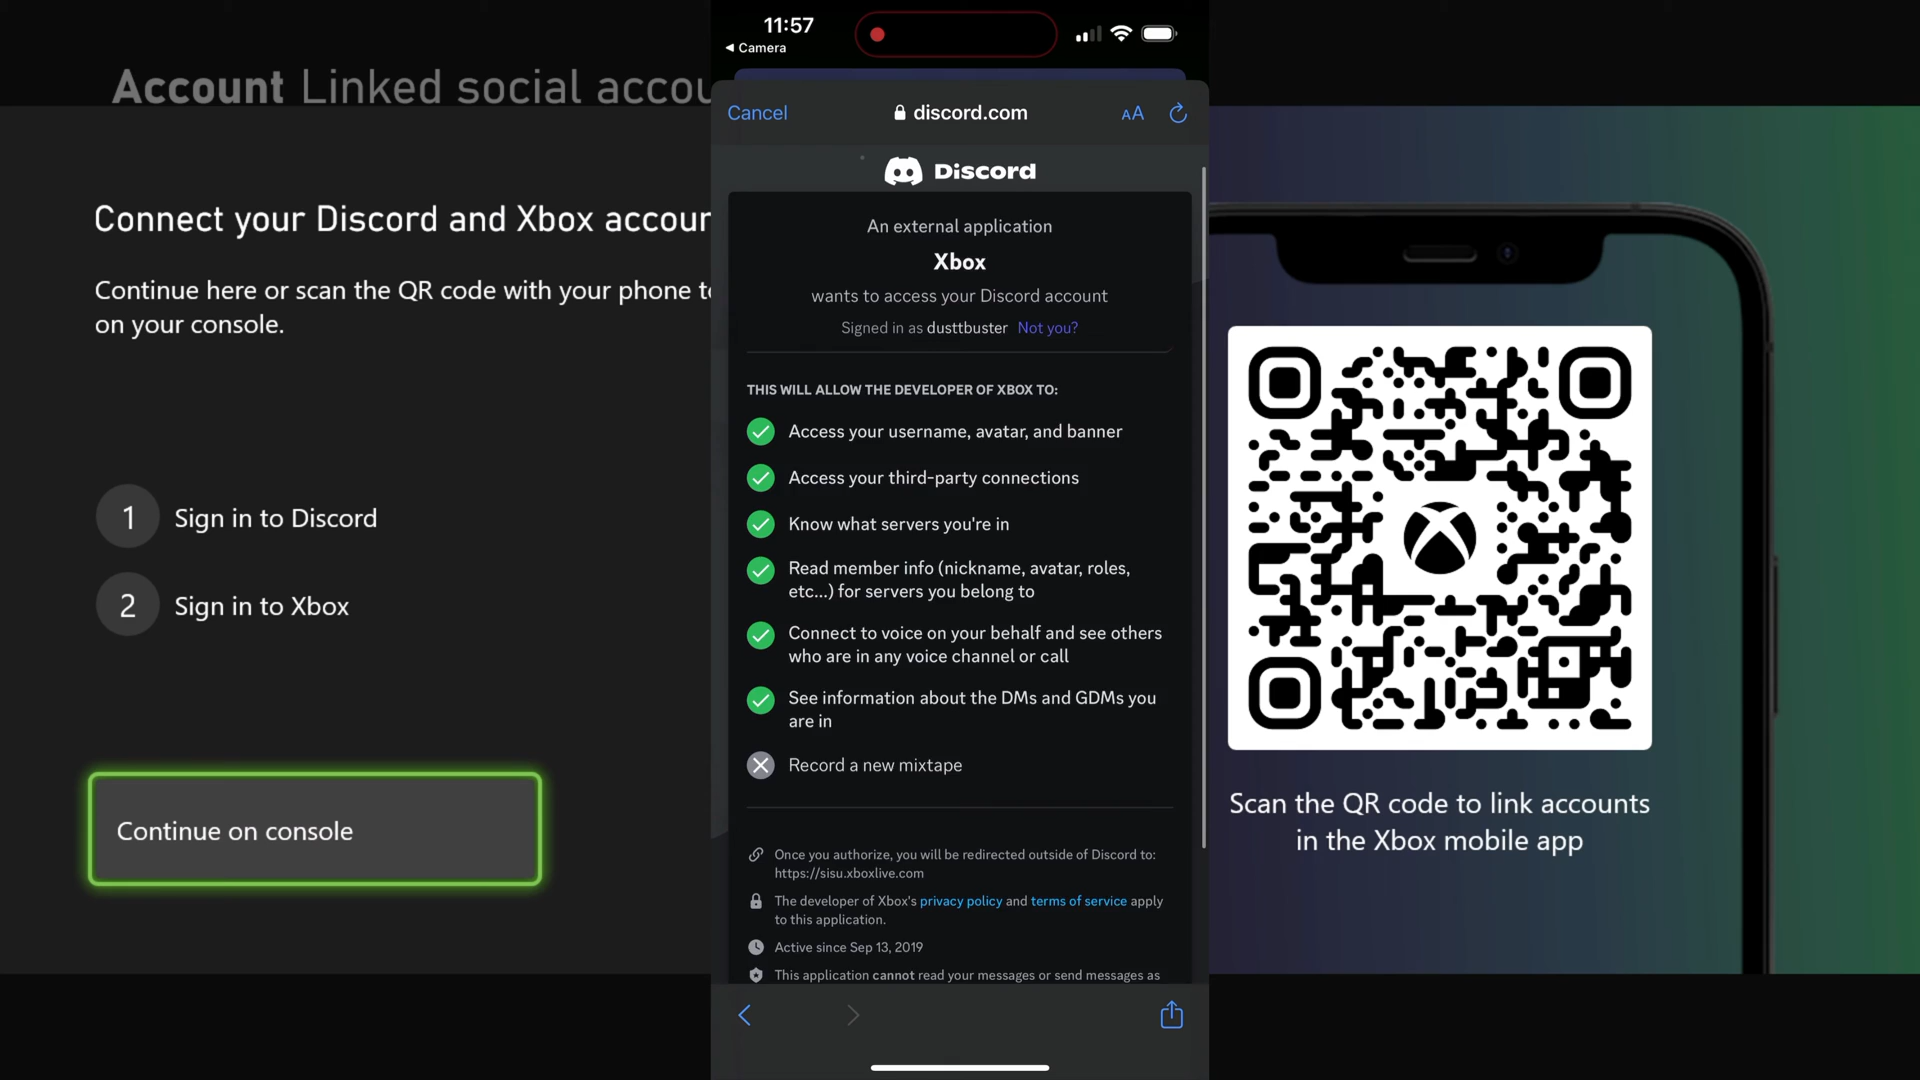 Account Linked social accou
Connect your Discord and Xbox accoun
Continue here or scan the QR code with your phone to
on your console.
1 Sign in to Discord
2 Sign in to Xbox
Continue on console
11:57
Camera
Cancel
discord.com
AA
Discord
An external application
Xbox
wants to access your Discord account
Signed in as dusttbuster Not you?
THIS WILL ALLOW THE DEVELOPER OF XBOX TO:
Access your username, avatar, and banner
Access your third-party connections
Know what servers you're in
Read member info (nickname, avatar, roles,
etc...) for servers you belong to
Connect to voice on your behalf and see others
who are in any voice channel or call
See information about the DMs and GDMs you
are in
Record a new mixtape
Once you authorize, you will be redirected outside of Discord to:
https://sisu.xboxlive.com
The developer of Xbox's privacy policy and terms of service apply
to this application.
Active since Sep 13, 2019
This application cannot read your messages or send messages as
Scan the QR code to link accounts
in the Xbox mobile app